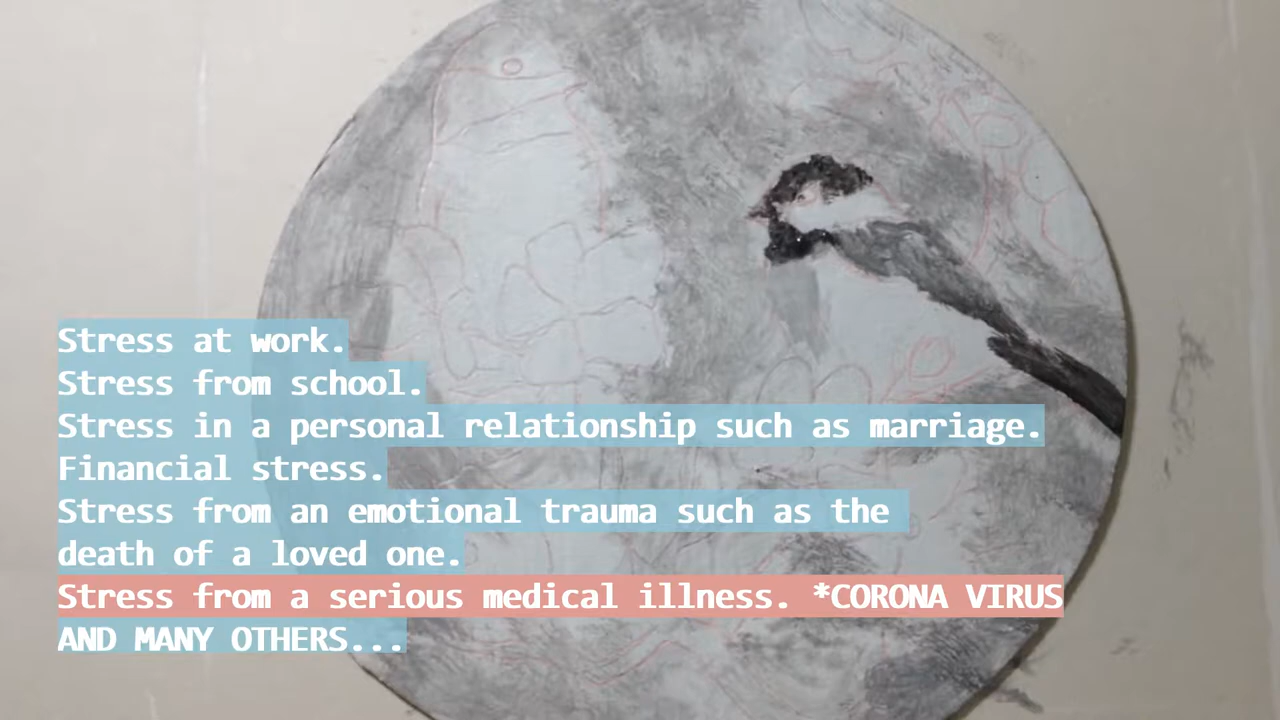 Stress at work.
Stress from school.
Stress in a personal relationship such as marriage.
Financial stress.
Stress from an emotional trauma such as the
death of a loved one.
Stress from a serious medical illness. *CORONA VIRUS
AND MANY OTHERS...